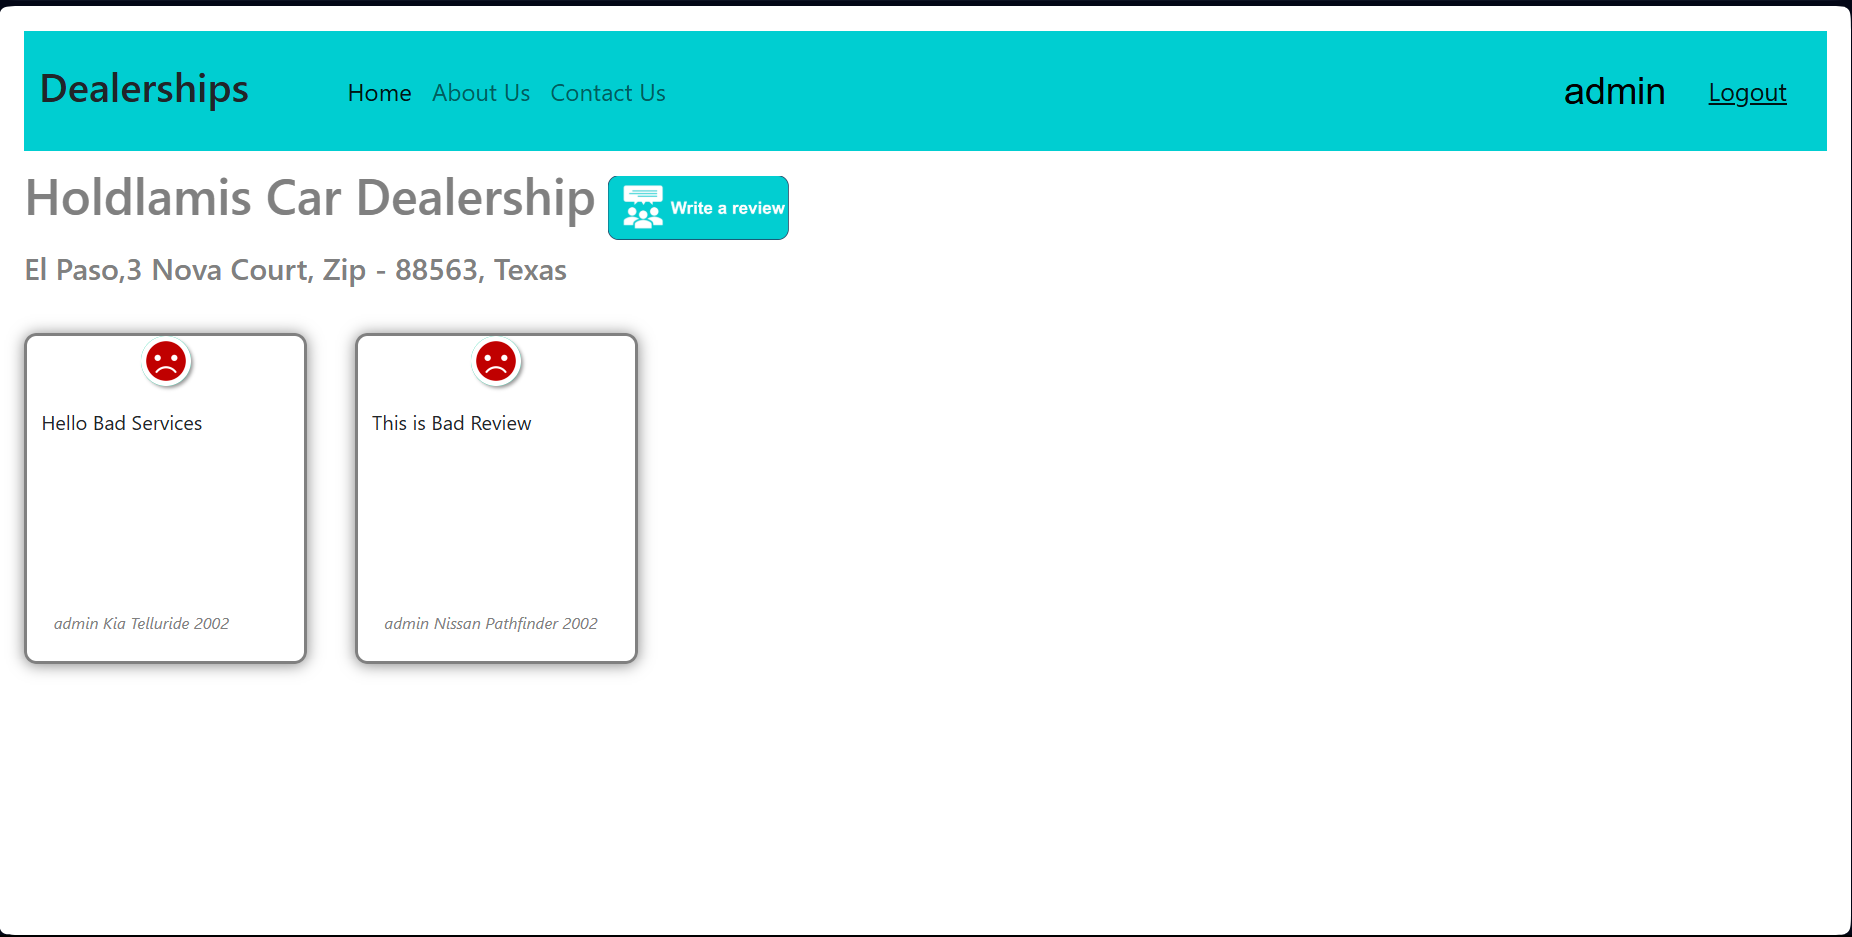 Dealerships
Home About Us Contact Us
admin Logout
Holdlamis Car Dealership
Write a review
El Paso,3 Nova Court, Zip - 88563, Texas
Hello Bad Services
admin Kia Telluride 2002
This is Bad Review
admin Nissan Pathfinder 2002